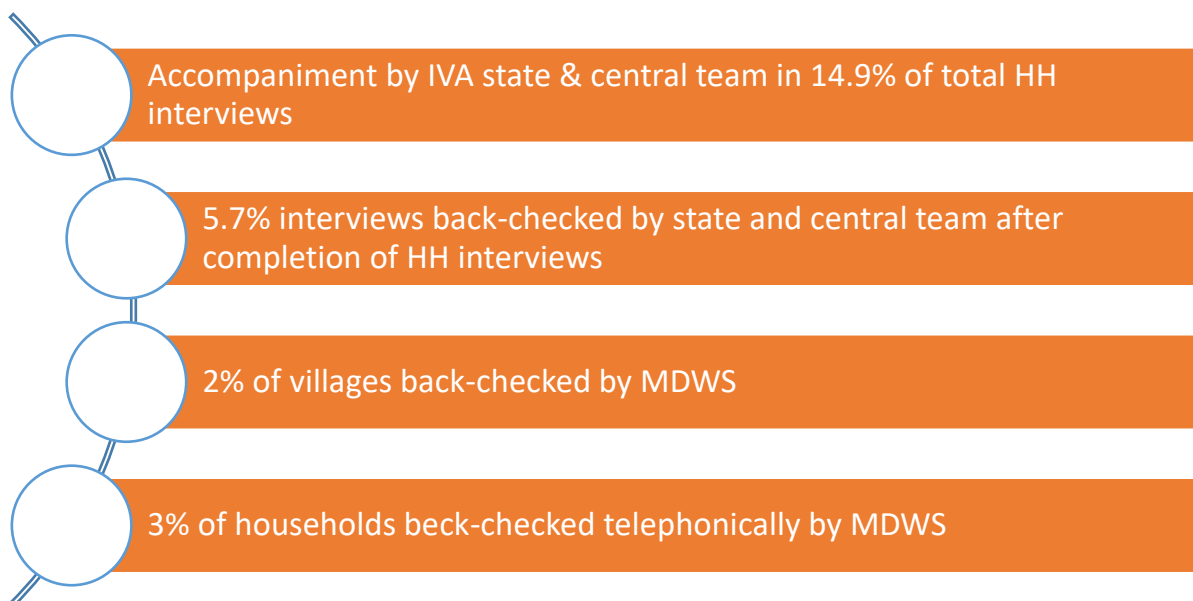 Accompaniment by IVA state & central team in 14.9% of total HH
interviews
5.7% interviews back-checked by state and central team after
completion of HH interviews
2% of villages back-checked by MDWS
3% of households beck-checked telephonically by MDWS